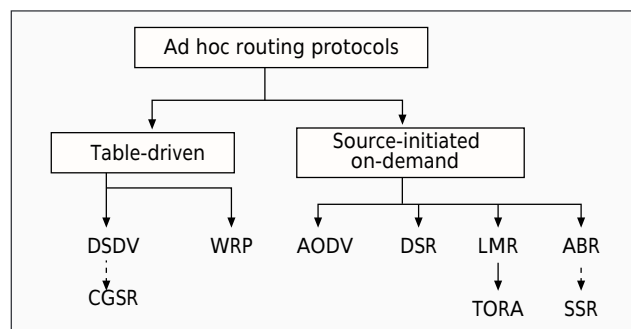 Ad hoc routing protocols
Table-driven
Source-initiated
on-demand
DSDV
WRP
AODV
DSR
LMR
ABR
CGSR
TORA
SSR